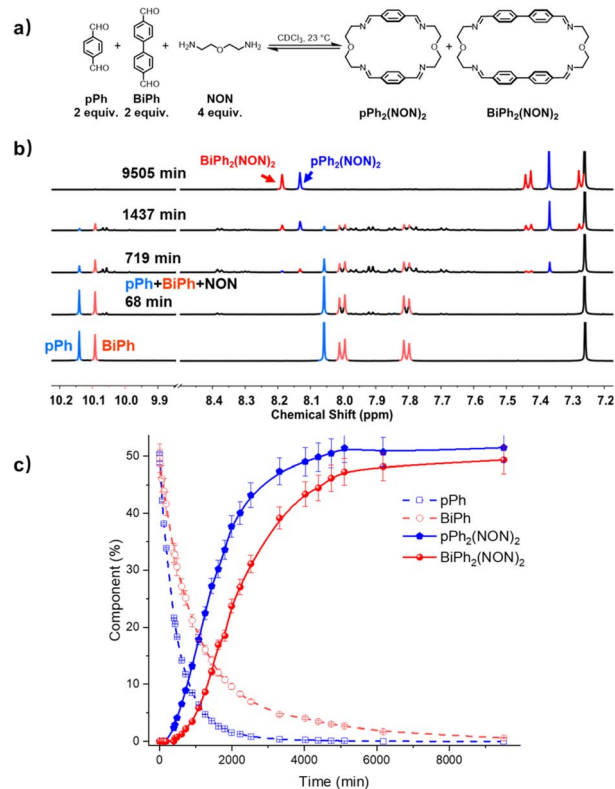 a)
CHO
CHO
CHO
CHO
+
+
H₂N
O
NH₂
CDCl₃, 23 °C
N
N
O
O
N
N
+
N
N
O
O
N
N
pPh
2 equiv.
BiPh
2 equiv.
NON
4 equiv.
pPh₂(NON)₂
BiPh₂(NON)₂
b)
BiPh₂(NON)₂
pPh₂(NON)₂
9505 min
1437 min
719 min
pPh+BiPh+NON
68 min
pPh
BiPh
10.2 10.1 10.0 9.9 8.4 8.3 8.2 8.1 8.0 7.9 7.8 7.7 7.6 7.5 7.4 7.3 7.2
Chemical Shift (ppm)
c)
Component (%)
50
40
30
20
10
0
pPh
BiPh
pPh₂(NON)₂
BiPh₂(NON)₂
0 2000 4000 6000 8000
Time (min)